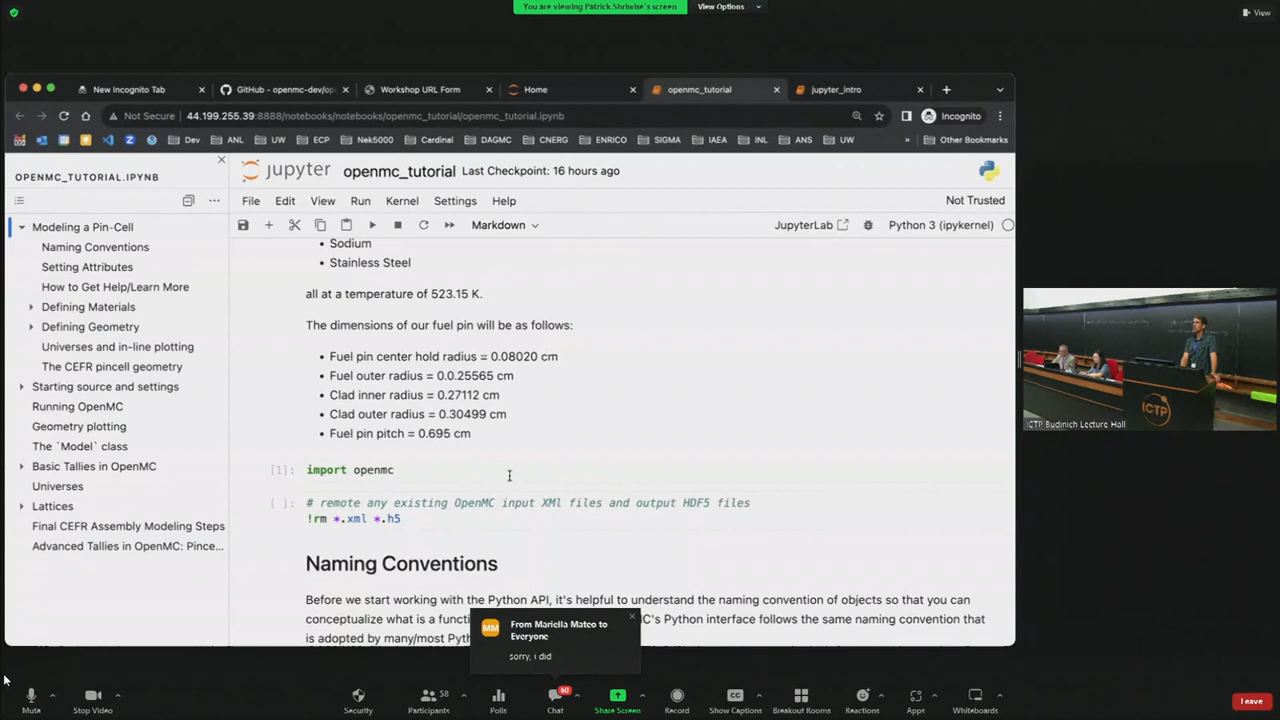 You are viewing Patrick Shriwise's screen
View Options
View
New Incognito Tab
GitHub - openmc-dev/op
Workshop URL Form
Home
openmc_tutorial
jupyter_intro
Not Secure
44.199.255.39:8888/notebooks/notebooks/openmc_tutorial/openmc_tutorial.ipynb
Incognito
Dev
ANL
UW
ECP
Nek5000
Cardinal
DAGMC
CNERG
ENRICO
SIGMA
IAEA
INL
ANS
UW
»
Other Bookmarks
OPENMC_TUTORIAL.IPYNB
jupyter
openmc_tutorial
Last Checkpoint: 16 hours ago
File
Edit
View
Run
Kernel
Settings
Help
Not Trusted
Markdown
JupyterLab
Python 3 (ipykernel)
Modeling a Pin-Cell
Naming Conventions
Setting Attributes
How to Get Help/Learn More
Defining Materials
Defining Geometry
Universes and in-line plotting
The CEFR pincell geometry
Starting source and settings
Running OpenMC
Geometry plotting
The `Model` class
Basic Tallies in OpenMC
Universes
Lattices
Final CEFR Assembly Modeling Steps
Advanced Tallies in OpenMC: Pince...
• Sodium
• Stainless Steel
all at a temperature of 523.15 K.
The dimensions of our fuel pin will be as follows:
• Fuel pin center hold radius = 0.08020 cm
• Fuel outer radius = 0.0.25565 cm
• Clad inner radius = 0.27112 cm
• Clad outer radius = 0.30499 cm
• Fuel pin pitch = 0.695 cm
[1]: import openmc
[ ]: # remote any existing OpenMC input XMl files and output HDF5 files
!rm *.xml *.h5
Naming Conventions
Before we start working with the Python API, it's helpful to understand the naming convention of objects so that you can
conceptualize what is a functi
C's Python interface follows the same naming convention that
is adopted by many/most Pyth
MM
From Mariella Mateo to
Everyone
sorry, i did
ICTP
ICTP Budinich Lecture Hall
Mute
Stop Video
Security
Participants
58
Polls
Chat
60
Share Screen
Record
Show Captions
Breakout Rooms
Reactions
Apps
Whiteboards
Leave